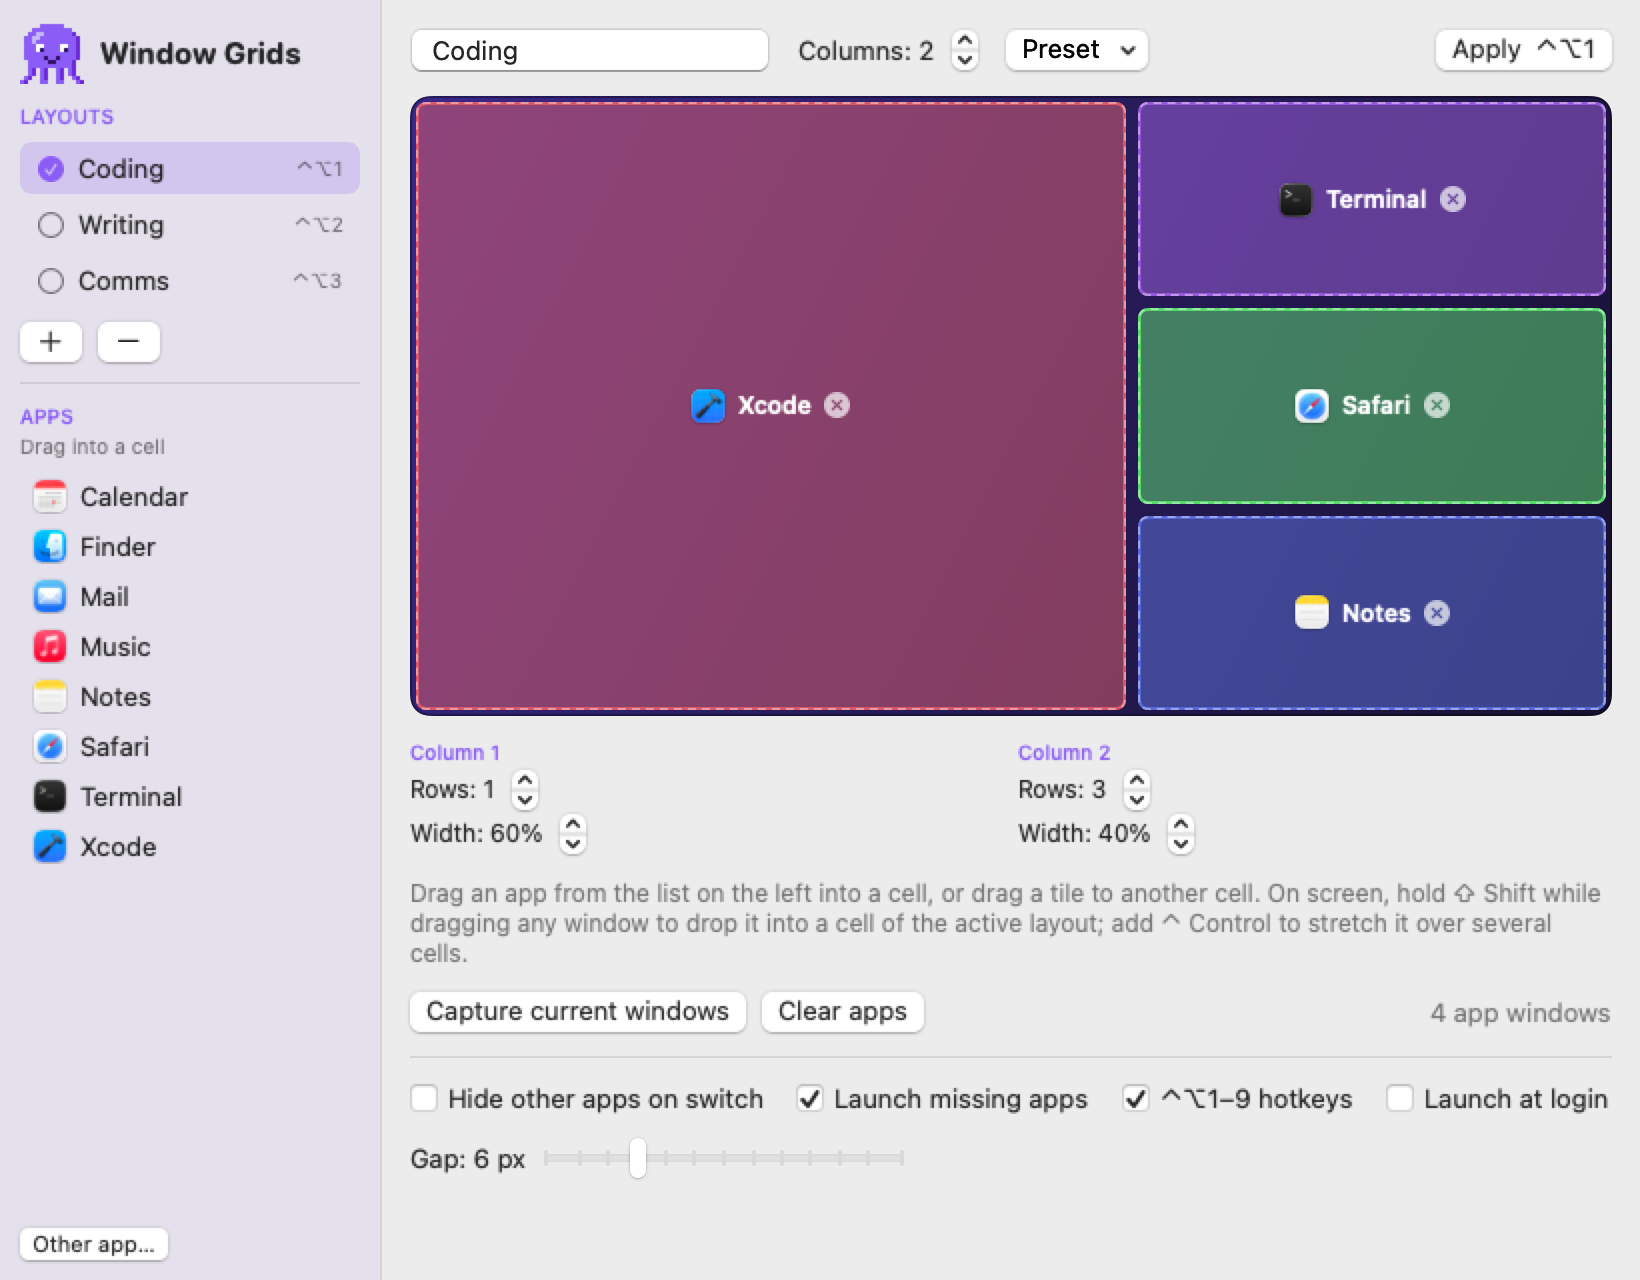 Window Grids
LAYOUTS
Coding ⌃⌥1
Writing ⌃⌥2
Comms ⌃⌥3
APPS
Drag into a cell
Calendar
Finder
Mail
Music
Notes
Safari
Terminal
Xcode
Other app...
Coding
Columns: 2
Preset
Apply ⌃⌥1
Xcode
Terminal
Safari
Notes
Column 1
Rows: 1
Width: 60%
Column 2
Rows: 3
Width: 40%
Drag an app from the list on the left into a cell, or drag a tile to another cell. On screen, hold ⇧ Shift while
dragging any window to drop it into a cell of the active layout; add ⌃ Control to stretch it over several
cells.
Capture current windows
Clear apps
4 app windows
Hide other apps on switch
Launch missing apps
⌃⌥1–9 hotkeys
Launch at login
Gap: 6 px